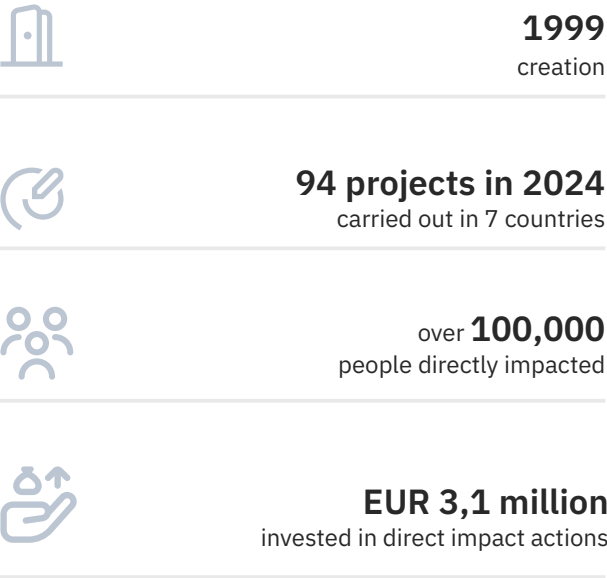 1999
creation
94 projects in 2024
carried out in 7 countries
over 100,000
people directly impacted
EUR 3,1 million
invested in direct impact actions